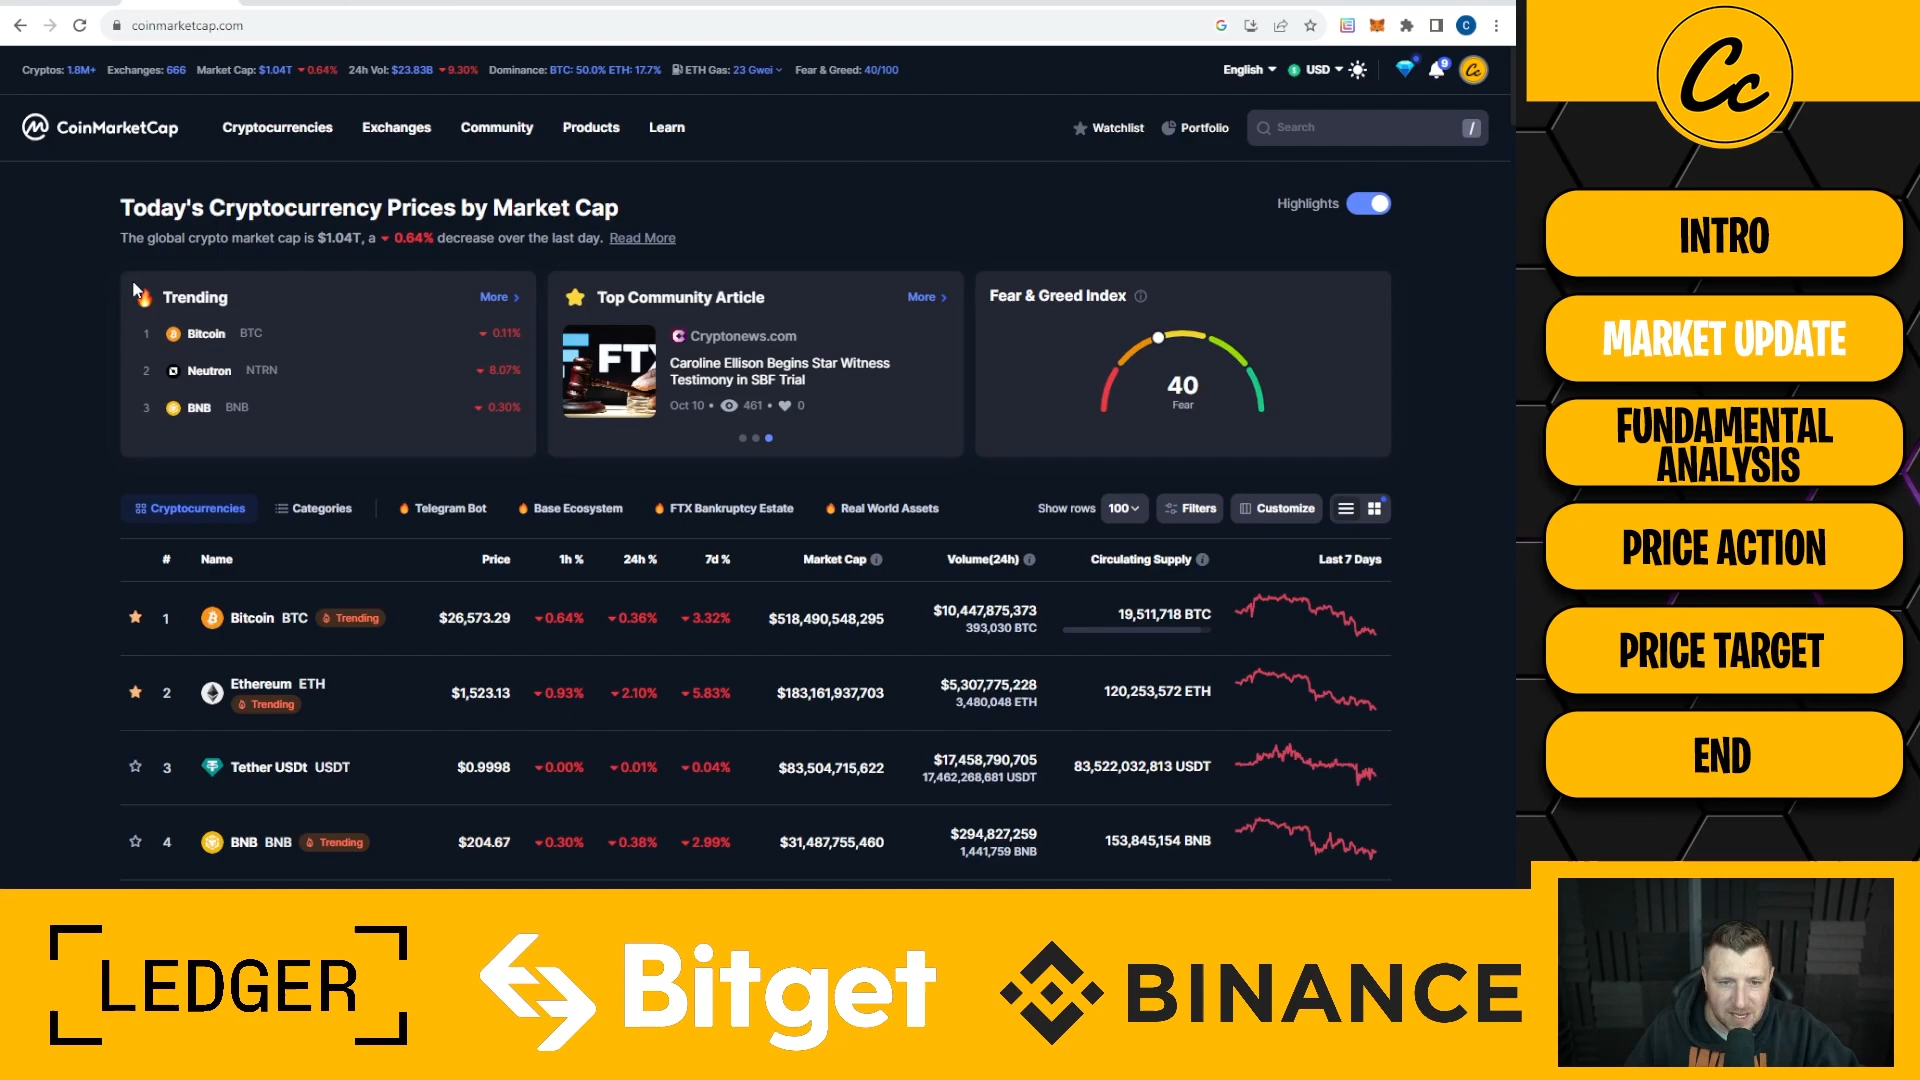 coinmarketcap.com
Cryptos: 1.8M+ Exchanges: 666 Market Cap: $1.04T 0.64% 24h Vol: $23.83B 9.30% Dominance: BTC: 50.0% ETH: 17.7% ETH Gas: 23 Gwei Fear & Greed: 40/100
English USD 9 Cc
CoinMarketCap Cryptocurrencies Exchanges Community Products Learn Watchlist Portfolio Search /
Today's Cryptocurrency Prices by Market Cap
Highlights
The global crypto market cap is $1.04T, a 0.64% decrease over the last day. Read More
Trending More
1 Bitcoin BTC 0.11%
2 Neutron NTRN 8.07%
3 BNB BNB 0.30%
Top Community Article More
FTX
Cryptonews.com
Caroline Ellison Begins Star Witness
Testimony in SBF Trial
Oct 10 • 461 • 0
Fear & Greed Index
40
Fear
Cryptocurrencies Categories Telegram Bot Base Ecosystem FTX Bankruptcy Estate Real World Assets Show rows 100 Filters Customize
# Name Price 1h % 24h % 7d % Market Cap Volume(24h) Circulating Supply Last 7 Days
1 Bitcoin BTC Trending $26,573.29 0.64% 0.36% 3.32% $518,490,548,295 $10,447,875,373 19,511,718 BTC
393,030 BTC
2 Ethereum ETH $1,523.13 0.93% 2.10% 5.83% $183,161,937,703 $5,307,775,228 120,253,572 ETH
Trending 3,480,048 ETH
3 Tether USDt USDT $0.9998 0.00% 0.01% 0.04% $83,504,715,622 $17,458,790,705 83,522,032,813 USDT
17,462,268,681 USDT
4 BNB BNB Trending $204.67 0.30% 0.38% 2.99% $31,487,755,460 $294,827,259 153,845,154 BNB
1,441,759 BNB
Cc
INTRO
MARKET UPDATE
FUNDAMENTAL
ANALYSIS
PRICE ACTION
PRICE TARGET
END
LEDGER
Bitget
BINANCE